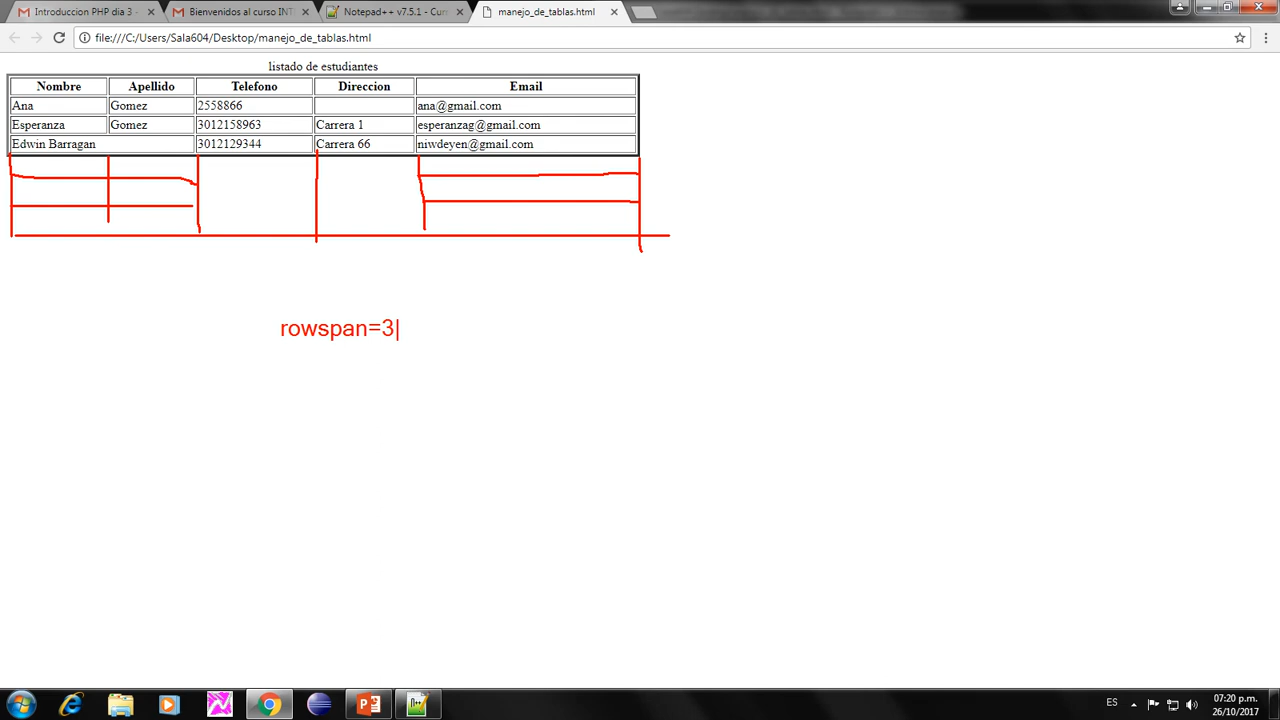 Introduccion PHP dia 3 -
Bienvenidos al curso INT
Notepad++ v7.5.1 - Curr
manejo_de_tablas.html
file:///C:/Users/Sala604/Desktop/manejo_de_tablas.html
listado de estudiantes
Nombre Apellido Telefono Direccion Email
Ana Gomez 2558866 ana@gmail.com
Esperanza Gomez 3012158963 Carrera 1 esperanzag@gmail.com
Edwin Barragan 3012129344 Carrera 66 niwdeyen@gmail.com
rowspan=3
ES
07:20 p.m.
26/10/2017